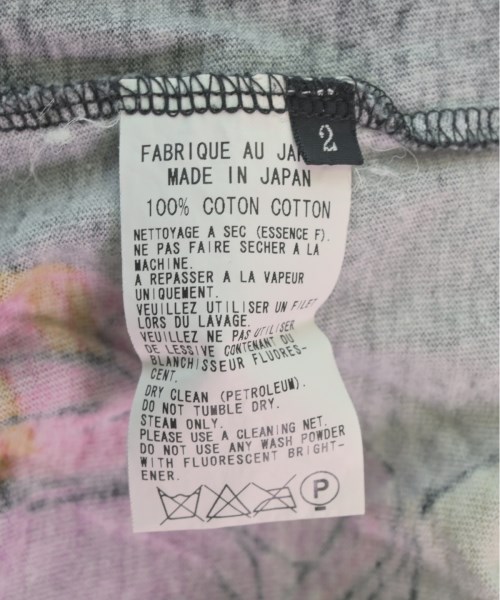 2
FABRIQUE AU
MADE IN JAPAN
100% COTON COTTON
NETTOYAGE A SEC (ESSENCE F).
NE PAS FAIRE SECHER A LA
MACHINE.
A REPASSER A LA VAPEUR
UNIQUEMENT.
VEUILLEZ UTILISER UN FILET
LORS DU LAVAGE.
VEUILLEZ NE PAS UTILISER
DE LESSIVE CONTENANT DU
BLANCHISSEUR FLUORES-
CENT.
DRY CLEAN (PETROLEUM).
DO NOT TUMBLE DRY.
STEAM ONLY.
PLEASE USE A CLEANING NET.
DO NOT USE ANY WASH POWDER
WITH FLUORESCENT BRIGHT-
ENER.
P